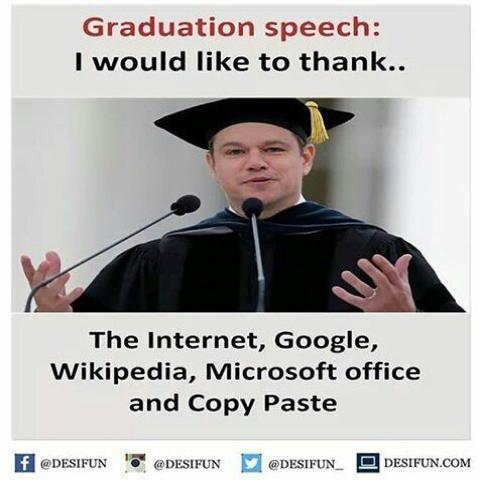 Graduation speech:
I would like to thank..
The Internet, Google,
Wikipedia, Microsoft office
and Copy Paste
@DESIFUN @DESIFUN @DESIFUN_ DESIFUN.COM